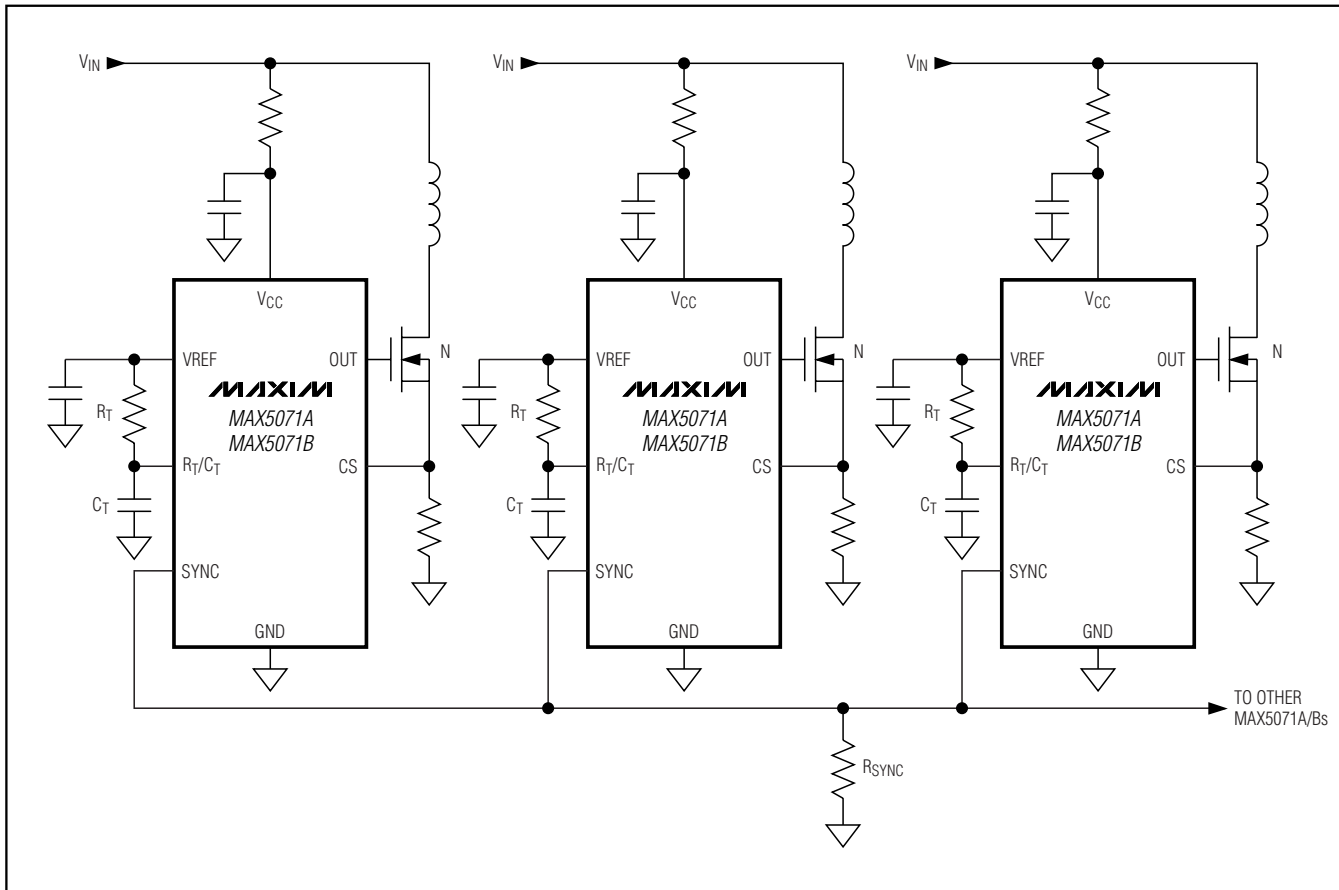 VIN
VCC
VREF
OUT
N
MAXIM
MAX5071A
MAX5071B
RT
RT/CT
CS
CT
SYNC
GND
VIN
VCC
VREF
OUT
N
MAXIM
MAX5071A
MAX5071B
RT
RT/CT
CS
CT
SYNC
GND
VIN
VCC
VREF
OUT
N
MAXIM
MAX5071A
MAX5071B
RT
RT/CT
CS
CT
SYNC
GND
TO OTHER
MAX5071A/Bs
RSYNC